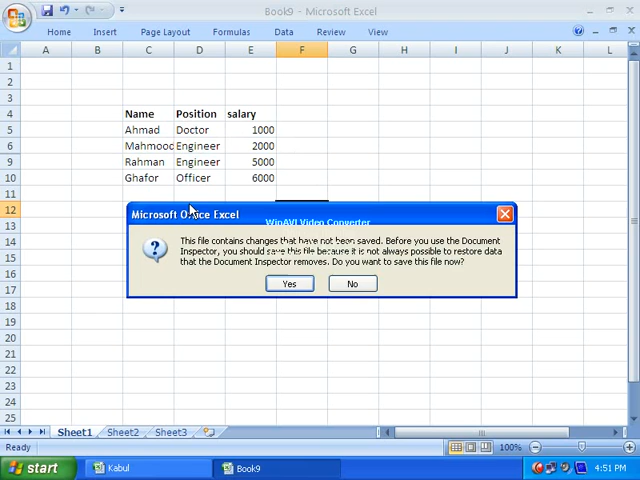 Book9 - Microsoft Excel
Home Insert Page Layout Formulas Data Review View
A B C D E F G H I J K L
1
2
3
4 Name Position salary
5 Ahmad Doctor 1000
6 Mahmood Engineer 2000
9 Rahman Engineer 5000
10 Ghafor Officer 6000
11
12
Microsoft Office Excel
WinAVI Video Converter
13
14 This file contains changes that have not been saved. Before you use the Document
15 Inspector, you should save this file because it is not always possible to restore data
16 that the Document Inspector removes. Do you want to save this file now?
17 Yes No
18
19
20
21
22
23
24
25
Sheet1 Sheet2 Sheet3
Ready 100%
start Kabul Book9 4:51 PM